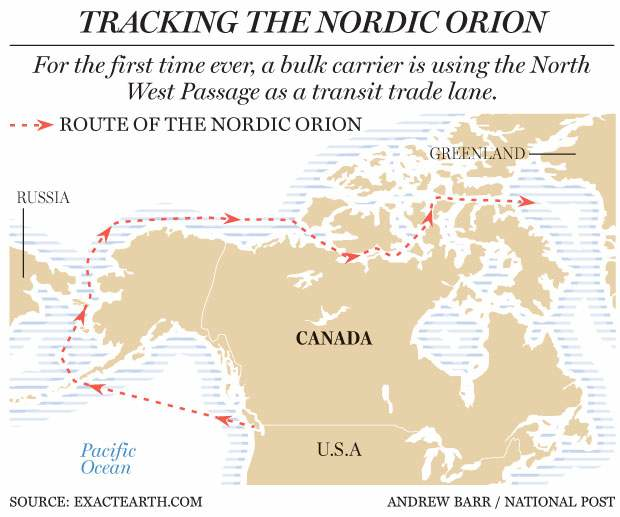 TRACKING THE NORDIC ORION
For the first time ever, a bulk carrier is using the North
West Passage as a transit trade lane.
ROUTE OF THE NORDIC ORION
GREENLAND
RUSSIA
CANADA
U.S.A
Pacific
Ocean
SOURCE: EXACTEARTH.COM
ANDREW BARR / NATIONAL POST